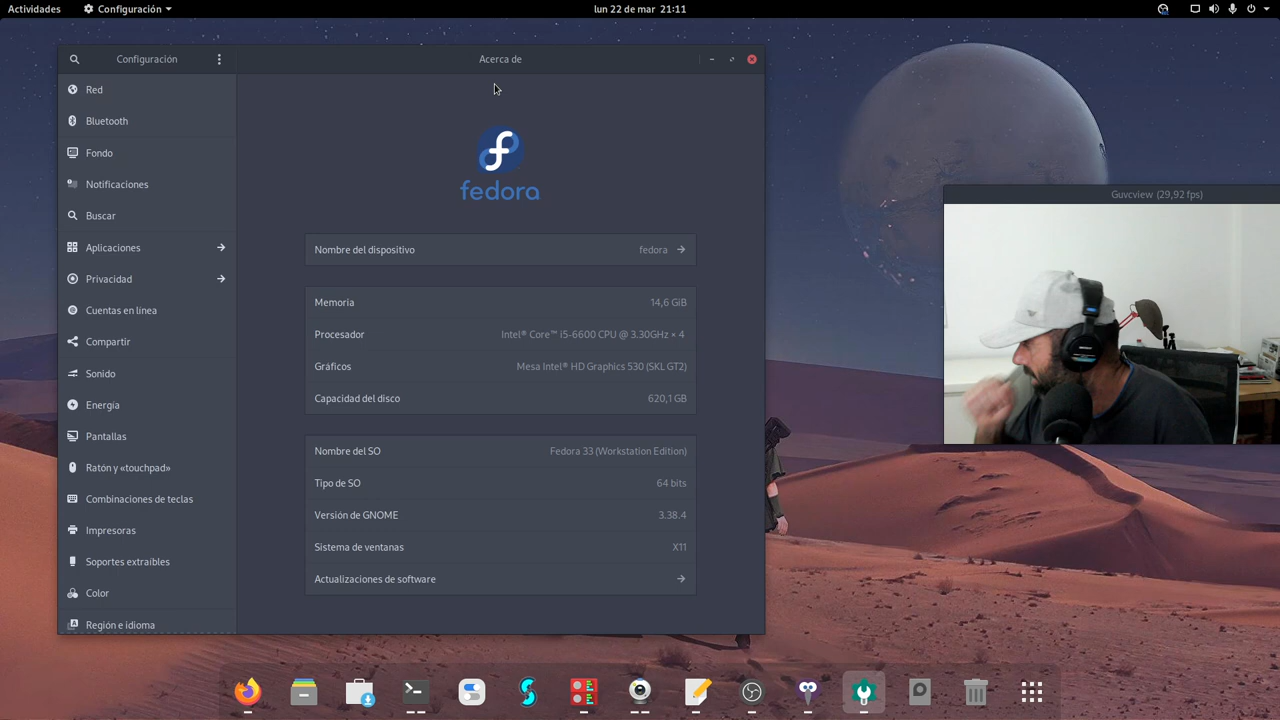 Actividades Configuración lun 22 de mar 21:11
Configuración Acerca de
Red
Bluetooth
Fondo
Notificaciones
Buscar
Aplicaciones
Privacidad
Cuentas en línea
Compartir
Sonido
Energía
Pantallas
Ratón y «touchpad»
Combinaciones de teclas
Impresoras
Soportes extraíbles
Color
Región e idioma
fedora
Nombre del dispositivo fedora
Memoria 14,6 GiB
Procesador Intel® Core™ i5-6600 CPU @ 3.30GHz × 4
Gráficos Mesa Intel® HD Graphics 530 (SKL GT2)
Capacidad del disco 620,1 GB
Nombre del SO Fedora 33 (Workstation Edition)
Tipo de SO 64 bits
Versión de GNOME 3.38.4
Sistema de ventanas X11
Actualizaciones de software
Guvcview (29,92 fps)